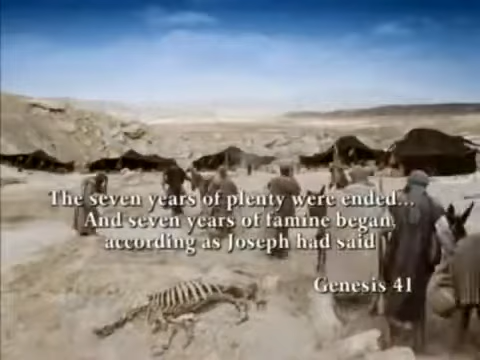 The seven years of plenty were ended...
And seven years of famine began,
according as Joseph had said
Genesis 41